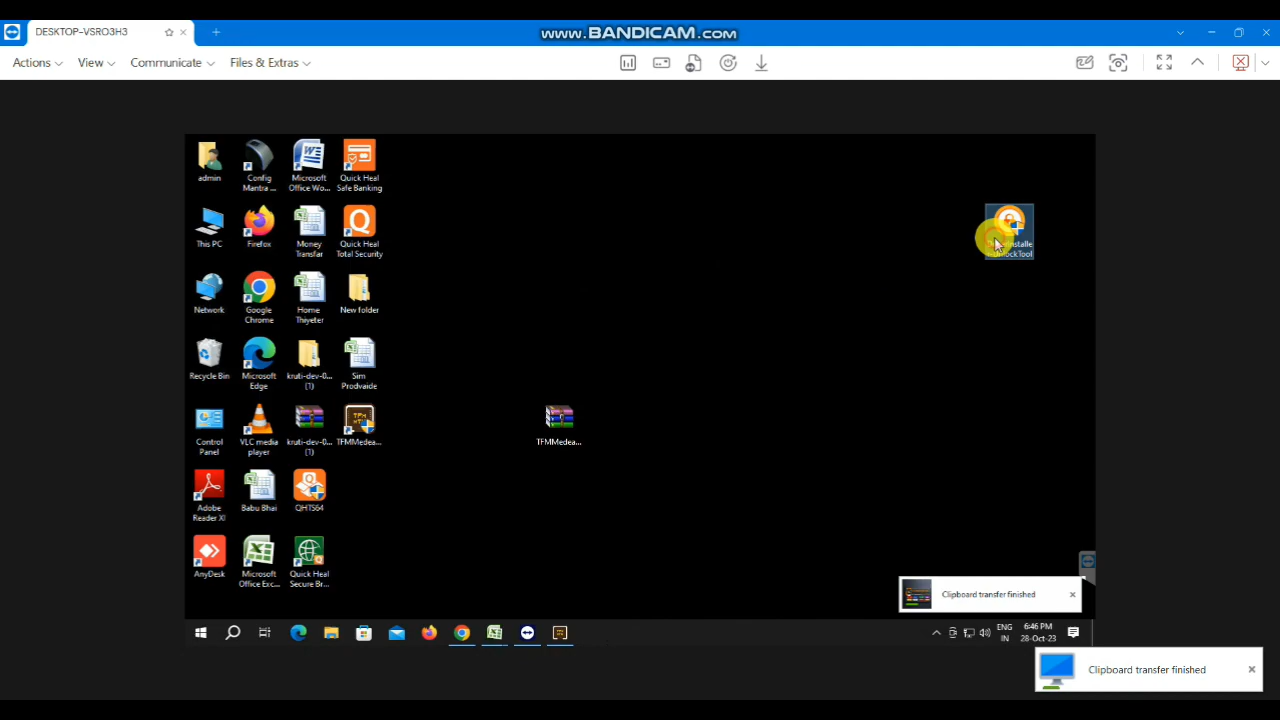 DESKTOP-VSRO3H3
www.BANDICAM.com
Actions View Communicate Files & Extras
admin
Config
Mantra ...
Microsoft
Office Wo...
Quick Heal
Safe Banking
This PC
Firefox
Money
Transfar
Quick Heal
Total Security
UnlockTool
Network
Google
Chrome
Home
Thiyeter
New folder
Recycle Bin
Microsoft
Edge
kruti-dev-0...
(1)
Sim
Prodvaide
Control
Panel
VLC media
player
kruti-dev-0...
(1)
TFMMedea...
TFMMedea...
Adobe
Reader XI
Babu Bhai
QHTS64
AnyDesk
Microsoft
Office Exc...
Quick Heal
Secure Br...
Clipboard transfer finished
ENG
IN
6:46 PM
28-Oct-23
Clipboard transfer finished